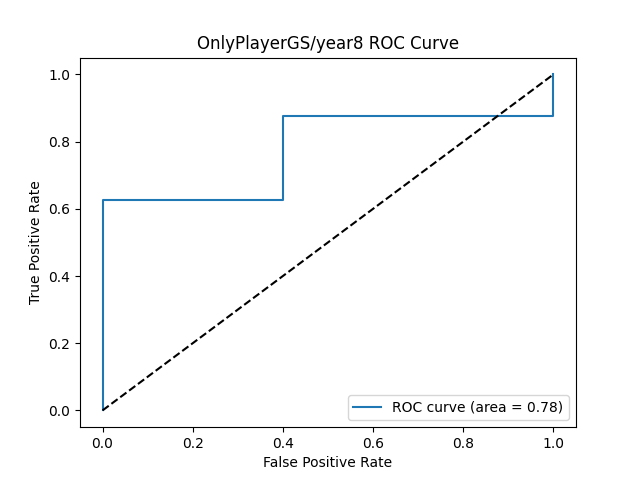 OnlyPlayerGS/year8 ROC Curve
1.0
0.8
0.6
0.4
0.2
0.0
True Positive Rate
ROC curve (area = 0.78)
0.0 0.2 0.4 0.6 0.8 1.0
False Positive Rate